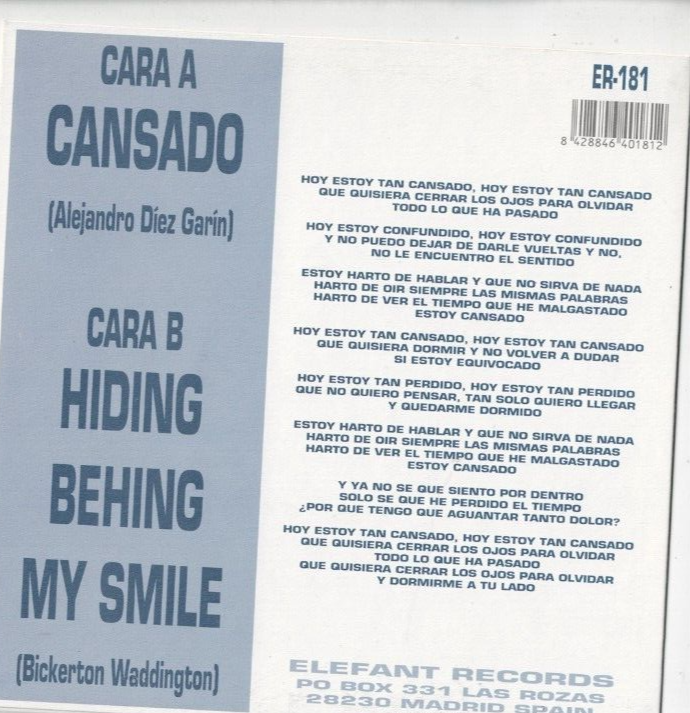 CARA A
CANSADO
(Alejandro Díez Garín)
CARA B
HIDING
BEHING
MY SMILE
(Bickerton Waddington)
ER-181
8 428846 401812
HOY ESTOY TAN CANSADO, HOY ESTOY TAN CANSADO
QUE QUISIERA CERRAR LOS OJOS PARA OLVIDAR
TODO LO QUE HA PASADO
HOY ESTOY CONFUNDIDO, HOY ESTOY CONFUNDIDO
Y NO PUEDO DEJAR DE DARLE VUELTAS Y NO,
NO LE ENCUENTRO EL SENTIDO
ESTOY HARTO DE HABLAR Y QUE NO SIRVA DE NADA
HARTO DE OIR SIEMPRE LAS MISMAS PALABRAS
HARTO DE VER EL TIEMPO QUE HE MALGASTADO
ESTOY CANSADO
HOY ESTOY TAN CANSADO, HOY ESTOY TAN CANSADO
QUE QUISIERA DORMIR Y NO VOLVER A DUDAR
SI ESTOY EQUIVOCADO
HOY ESTOY TAN PERDIDO, HOY ESTOY TAN PERDIDO
QUE NO QUIERO PENSAR, TAN SOLO QUIERO LLEGAR
Y QUEDARME DORMIDO
ESTOY HARTO DE HABLAR Y QUE NO SIRVA DE NADA
HARTO DE OIR SIEMPRE LAS MISMAS PALABRAS
HARTO DE VER EL TIEMPO QUE HE MALGASTADO
ESTOY CANSADO
Y YA NO SE QUE SIENTO POR DENTRO
SOLO SE QUE HE PERDIDO EL TIEMPO
¿POR QUE TENGO QUE AGUANTAR TANTO DOLOR?
HOY ESTOY TAN CANSADO, HOY ESTOY TAN CANSADO
QUE QUISIERA CERRAR LOS OJOS PARA OLVIDAR
TODO LO QUE HA PASADO
QUE QUISIERA CERRAR LOS OJOS PARA OLVIDAR
Y DORMIRME A TU LADO
ELEFANT RECORDS
PO BOX 331 LAS ROZAS
28230 MADRID SPAIN